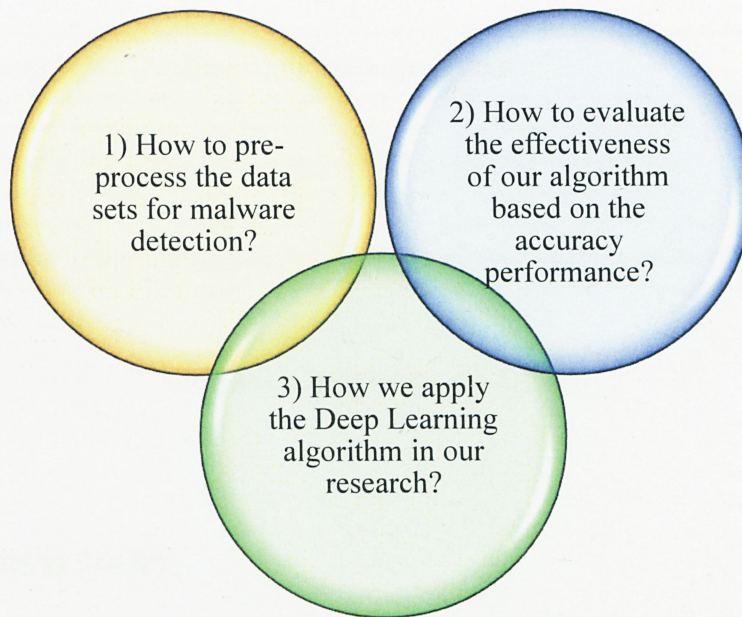 1) How to pre-
process the data
sets for malware
detection?
2) How to evaluate
the effectiveness
of our algorithm
based on the
accuracy
performance?
3) How we apply
the Deep Learning
algorithm in our
research?